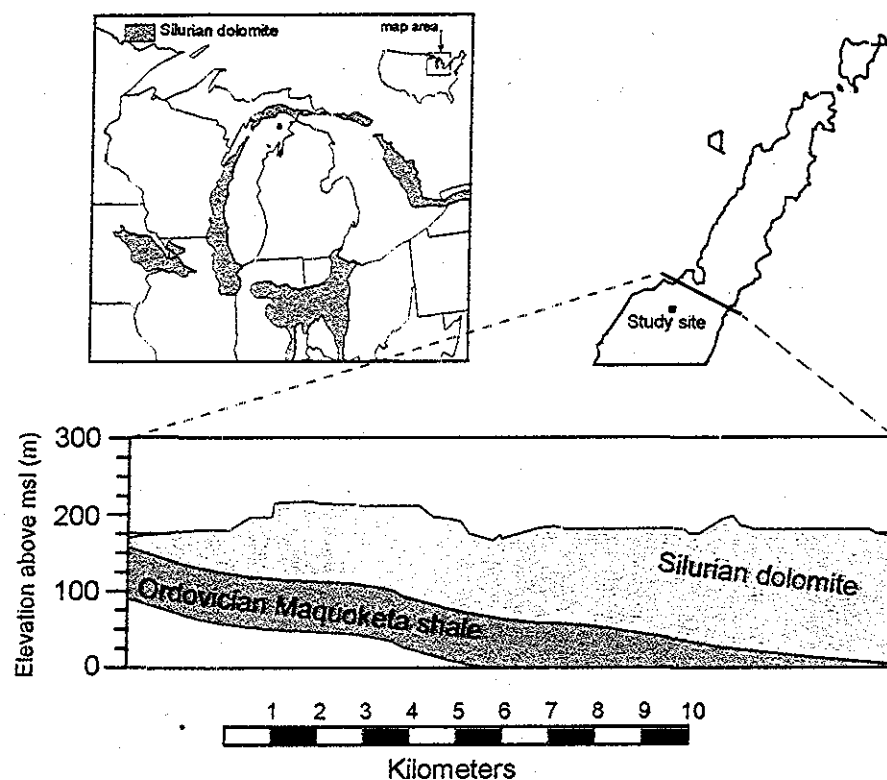 Silurian dolomite
map area
Study site
Elevation above msl (m)
300
200
100
0
Silurian dolomite
Ordovician Maquoketa shale
1 2 3 4 5 6 7 8 9 10
Kilometers